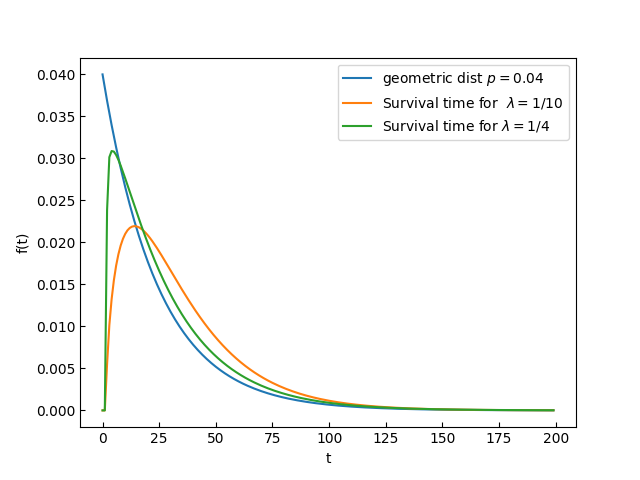 geometric dist p = 0.04
Survival time for λ = 1/10
Survival time for λ = 1/4
f(t)
0.040
0.035
0.030
0.025
0.020
0.015
0.010
0.005
0.000
0 25 50 75 100 125 150 175 200
t